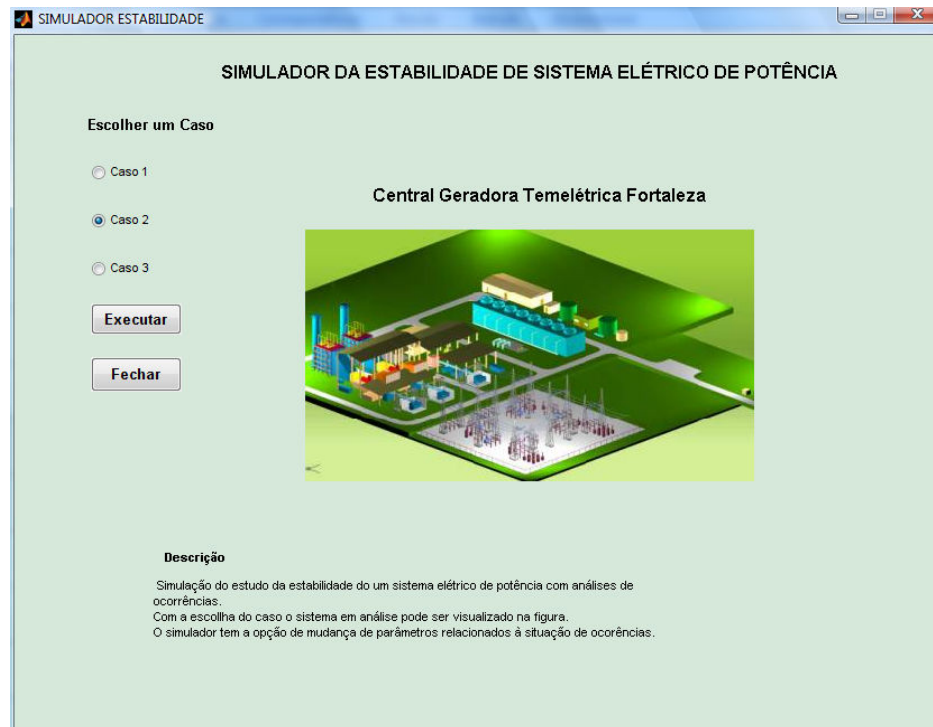 SIMULADOR ESTABILIDADE
SIMULADOR DA ESTABILIDADE DE SISTEMA ELÉTRICO DE POTÊNCIA
Escolher um Caso
Caso 1
Caso 2
Caso 3
Executar
Fechar
Central Geradora Temelétrica Fortaleza
Descrição
Simulação do estudo da estabilidade do um sistema elétrico de potência com análises de
ocorrências.
Com a escollha do caso o sistema em análise pode ser visualizado na figura.
O simulador tem a opção de mudança de parâmetros relacionados à situação de ocorências.